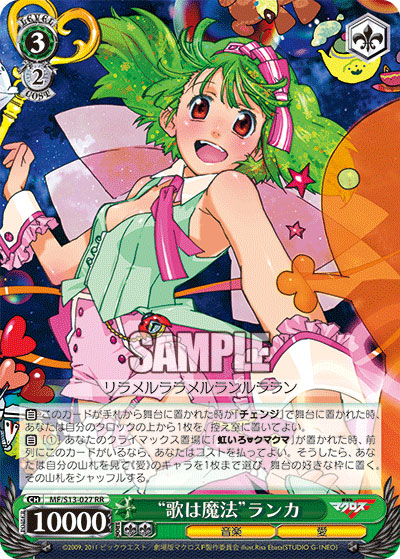 LEVEL
3
2
COST
SAMPLE
リラメルララメルランルララン
自このカードが手札から舞台に置かれた時か「チェンジ」で舞台に置かれた時、
あなたは自分のクロックの上から1枚を、控え室に置いてよい。
自［⑴］あなたのクライマックス置場に「虹いろ♥クマクマ」が置かれた時、前
列にこのカードがいるなら、あなたはコストを払ってよい。そうしたら、あな
たは自分の山札を見て《愛》のキャラを1枚まで選び、舞台の好きな枠に置く。
その山札をシャッフルする。
CH MF/S13-027 RR
“歌は魔法”ランカ
マクロス
POWER
10000
音楽
愛
©2009, 2011 ビックウエスト／劇場版マクロスF製作委員会 illust.Risa Ebata(STUDIO G-1NEO)